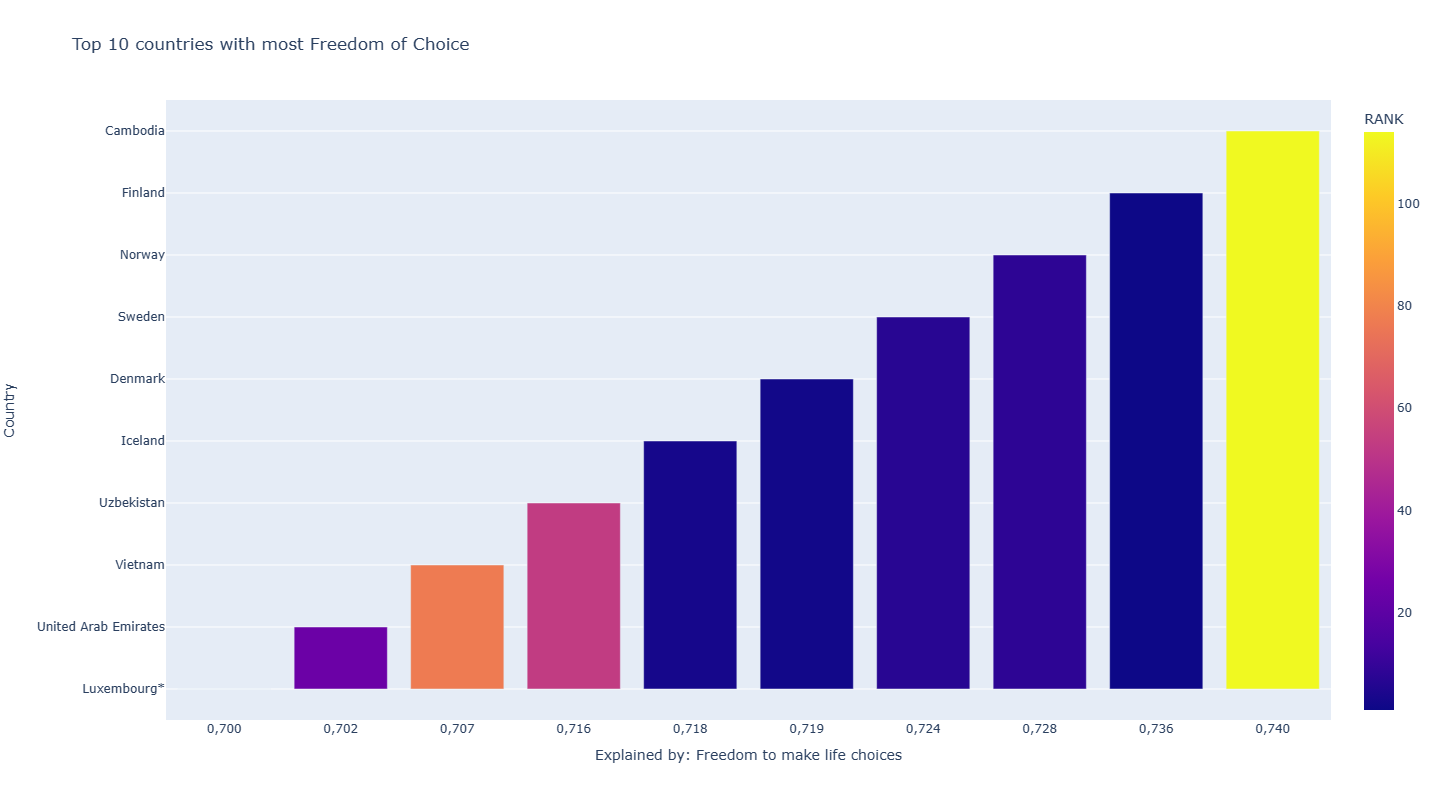 Top 10 countries with most Freedom of Choice
RANK
Cambodia
Finland
Norway
Sweden
Denmark
Iceland
Uzbekistan
Vietnam
United Arab Emirates
Luxembourg*
Country
100
80
60
40
20
0,700 0,702 0,707 0,716 0,718 0,719 0,724 0,728 0,736 0,740
Explained by: Freedom to make life choices